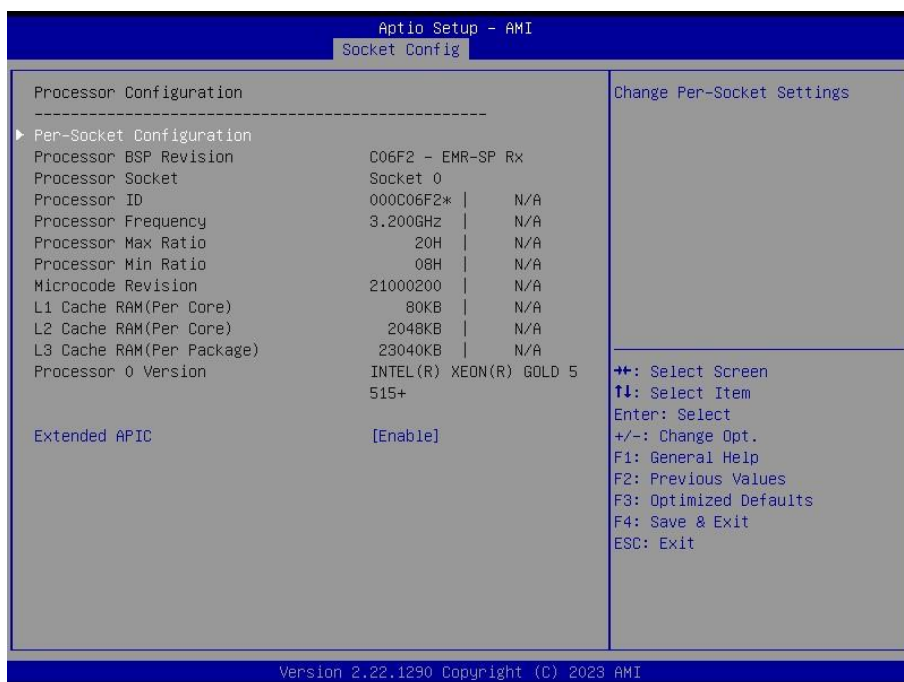 Aptio Setup - AMI
Socket Config
Processor Configuration
--------------------------------------------------
Per-Socket Configuration
Processor BSP Revision C06F2 - EMR-SP Rx
Processor Socket Socket 0
Processor ID 000C06F2* | N/A
Processor Frequency 3.200GHz | N/A
Processor Max Ratio 20H | N/A
Processor Min Ratio 08H | N/A
Microcode Revision 21000200 | N/A
L1 Cache RAM(Per Core) 80KB | N/A
L2 Cache RAM(Per Core) 2048KB | N/A
L3 Cache RAM(Per Package) 23040KB | N/A
Processor 0 Version INTEL(R) XEON(R) GOLD 5
515+
Extended APIC [Enable]
Change Per-Socket Settings
→←: Select Screen
↑↓: Select Item
Enter: Select
+/-: Change Opt.
F1: General Help
F2: Previous Values
F3: Optimized Defaults
F4: Save & Exit
ESC: Exit
Version 2.22.1290 Copyright (C) 2023 AMI